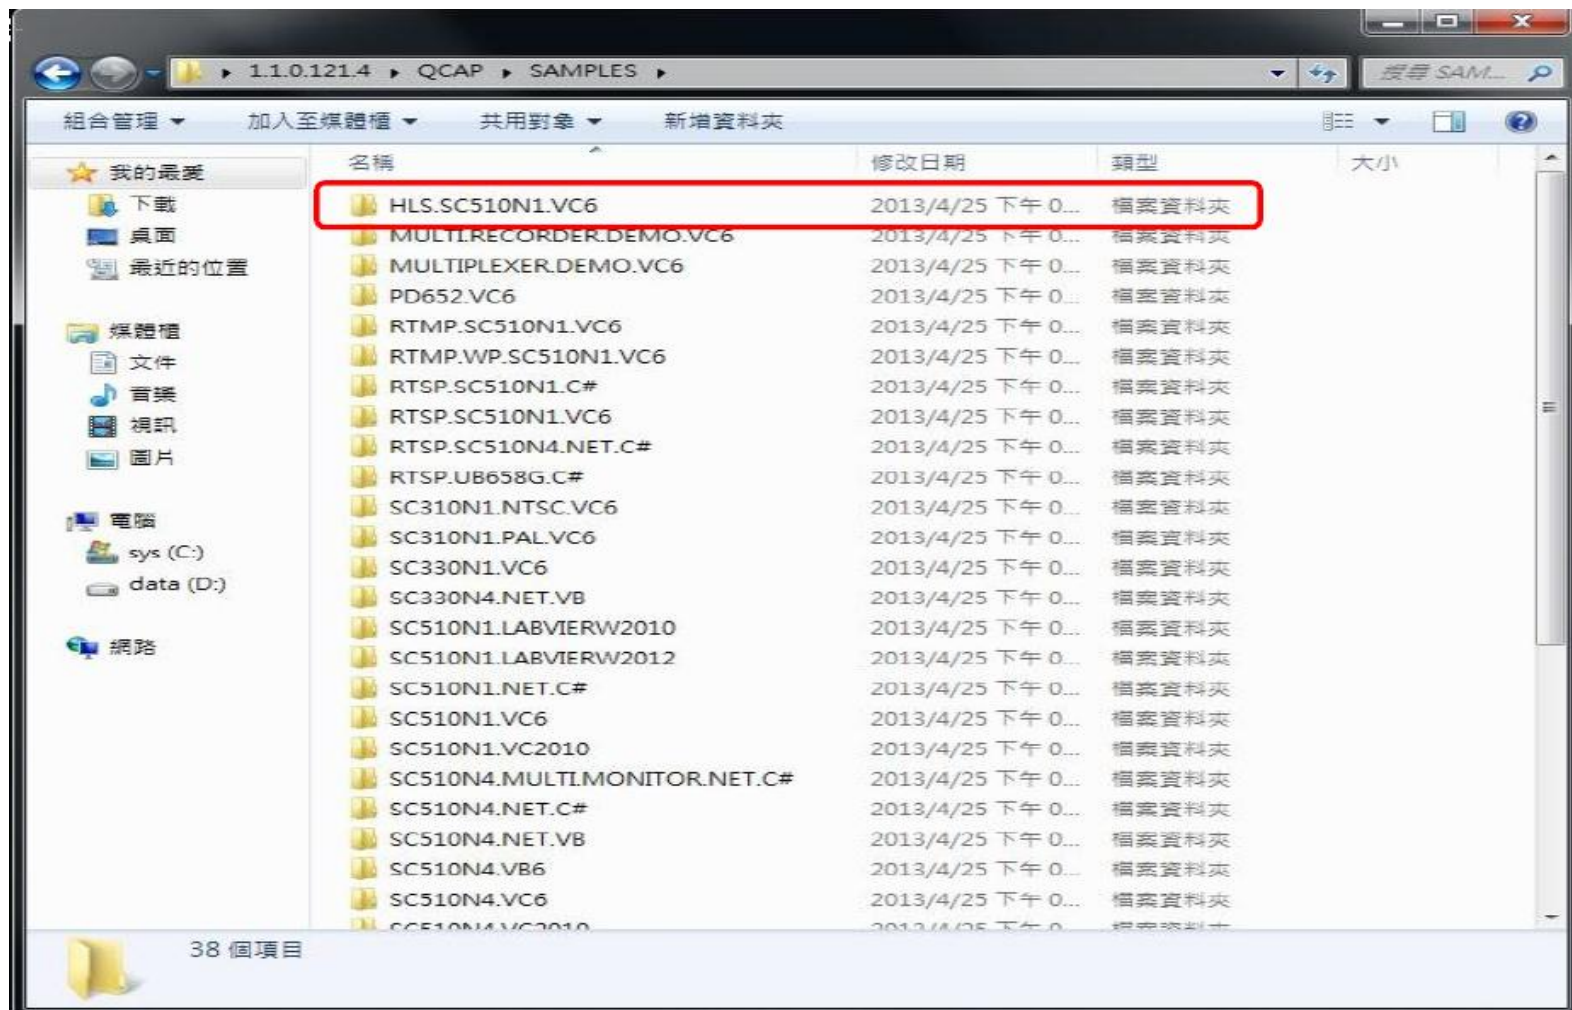 1.1.0.121.4 ▸ QCAP ▸ SAMPLES ▸
搜尋 SAM...
組合管理 加入至媒體櫃 共用對象 新增資料夾
我的最愛
下載
桌面
最近的位置
媒體櫃
文件
音樂
視訊
圖片
電腦
sys (C:)
data (D:)
網路
名稱 修改日期 類型 大小
HLS.SC510N1.VC6 2013/4/25 下午 0... 檔案資料夾
MULTI.RECORDER.DEMO.VC6 2013/4/25 下午 0... 檔案資料夾
MULTIPLEXER.DEMO.VC6 2013/4/25 下午 0... 檔案資料夾
PD652.VC6 2013/4/25 下午 0... 檔案資料夾
RTMP.SC510N1.VC6 2013/4/25 下午 0... 檔案資料夾
RTMP.WP.SC510N1.VC6 2013/4/25 下午 0... 檔案資料夾
RTSP.SC510N1.C# 2013/4/25 下午 0... 檔案資料夾
RTSP.SC510N1.VC6 2013/4/25 下午 0... 檔案資料夾
RTSP.SC510N4.NET.C# 2013/4/25 下午 0... 檔案資料夾
RTSP.UB658G.C# 2013/4/25 下午 0... 檔案資料夾
SC310N1.NTSC.VC6 2013/4/25 下午 0... 檔案資料夾
SC310N1.PAL.VC6 2013/4/25 下午 0... 檔案資料夾
SC330N1.VC6 2013/4/25 下午 0... 檔案資料夾
SC330N4.NET.VB 2013/4/25 下午 0... 檔案資料夾
SC510N1.LABVIERW2010 2013/4/25 下午 0... 檔案資料夾
SC510N1.LABVIERW2012 2013/4/25 下午 0... 檔案資料夾
SC510N1.NET.C# 2013/4/25 下午 0... 檔案資料夾
SC510N1.VC6 2013/4/25 下午 0... 檔案資料夾
SC510N1.VC2010 2013/4/25 下午 0... 檔案資料夾
SC510N4.MULTI.MONITOR.NET.C# 2013/4/25 下午 0... 檔案資料夾
SC510N4.NET.C# 2013/4/25 下午 0... 檔案資料夾
SC510N4.NET.VB 2013/4/25 下午 0... 檔案資料夾
SC510N4.VB6 2013/4/25 下午 0... 檔案資料夾
SC510N4.VC6 2013/4/25 下午 0... 檔案資料夾
SC510N4.VC2010 2013/4/25 下午 0... 檔案資料夾
38 個項目